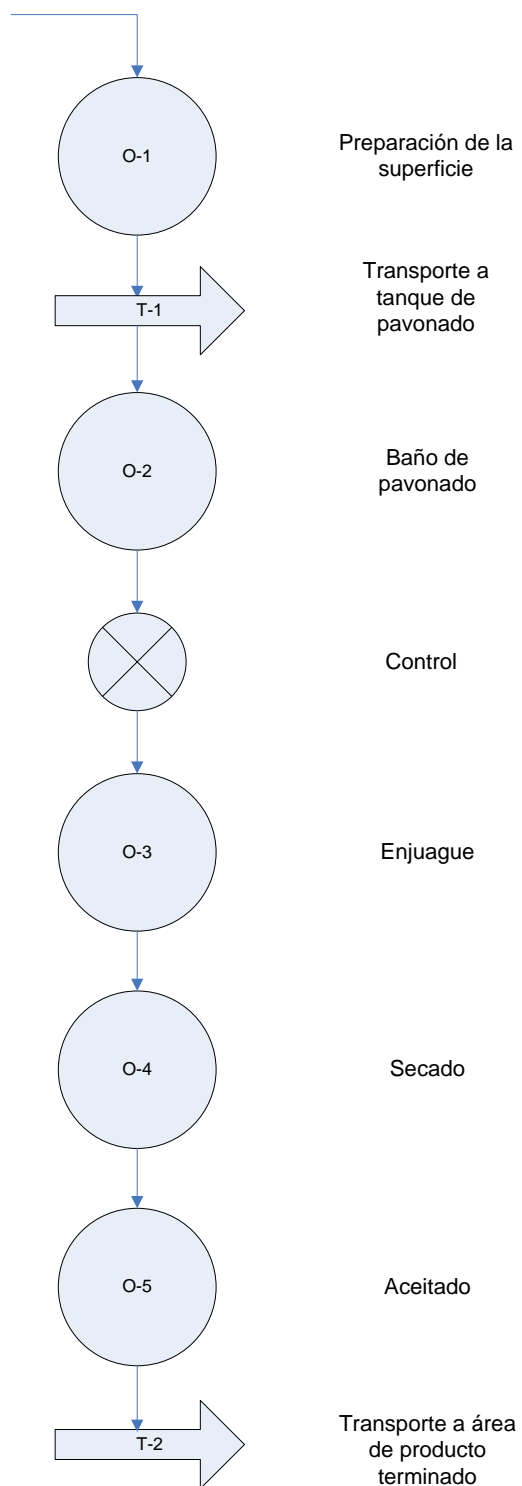 O-1
Preparación de la
superficie
T-1
Transporte a
tanque de
pavonado
O-2
Baño de
pavonado
Control
O-3
Enjuague
O-4
Secado
O-5
Aceitado
T-2
Transporte a área
de producto
terminado